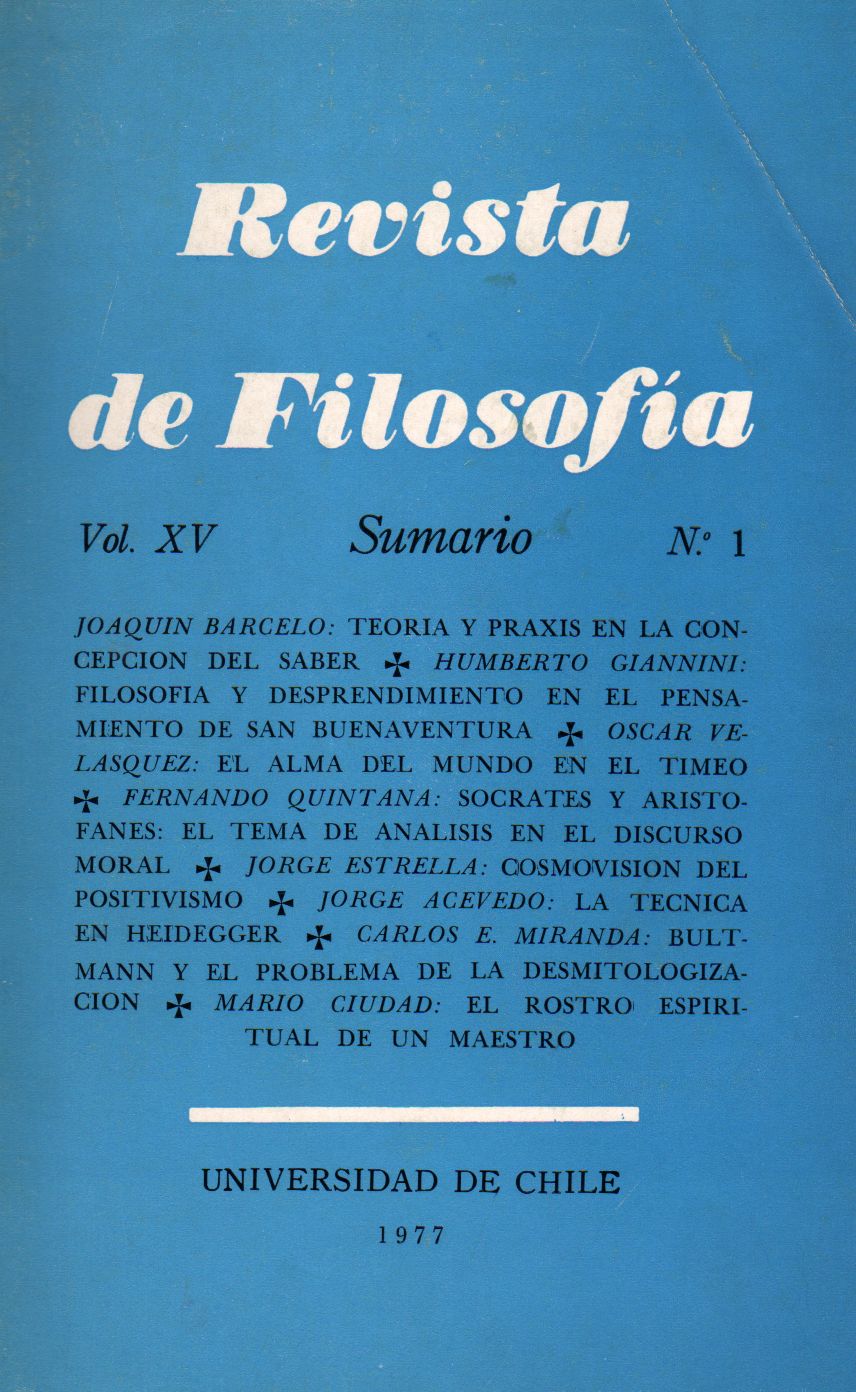 Revista
de Filosofía
Vol. XV Sumario N.º 1
JOAQUIN BARCELO: TEORIA Y PRAXIS EN LA CON-
CEPCION DEL SABER ✠ HUMBERTO GIANNINI:
FILOSOFIA Y DESPRENDIMIENTO EN EL PENSA-
MIENTO DE SAN BUENAVENTURA ✠ OSCAR VE-
LASQUEZ: EL ALMA DEL MUNDO EN EL TIMEO
✠ FERNANDO QUINTANA: SOCRATES Y ARISTO-
FANES: EL TEMA DE ANALISIS EN EL DISCURSO
MORAL ✠ JORGE ESTRELLA: COSMOVISION DEL
POSITIVISMO ✠ JORGE ACEVEDO: LA TECNICA
EN HEIDEGGER ✠ CARLOS E. MIRANDA: BULT-
MANN Y EL PROBLEMA DE LA DESMITOLOGIZA-
CION ✠ MARIO CIUDAD: EL ROSTRO ESPIRI-
TUAL DE UN MAESTRO
UNIVERSIDAD DE CHILE
1977